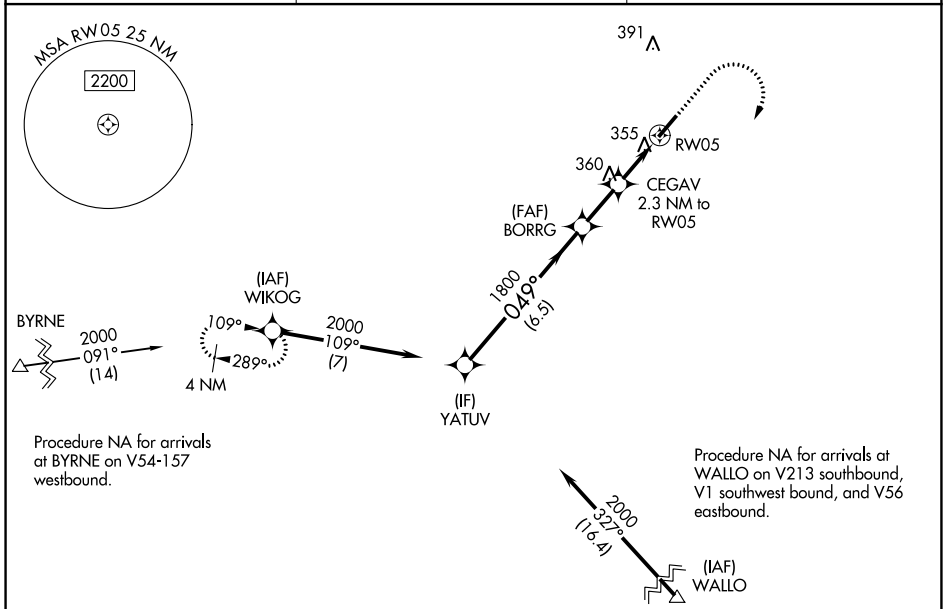 MSA RW05 25 NM
2200
391
355
RW05
360
CEGAV
2.3 NM to
RW05
(FAF)
BORRG
1800
049°
(6.5)
(IAF)
WIKOG
BYRNE
2000
091°
(14)
109°
289°
4 NM
2000
109°
(7)
(IF)
YATUV
Procedure NA for arrivals
at BYRNE on V54-157
westbound.
Procedure NA for arrivals at
WALLO on V213 southbound,
V1 southwest bound, and V56
eastbound.
2000
327°
(16.4)
(IAF)
WALLO